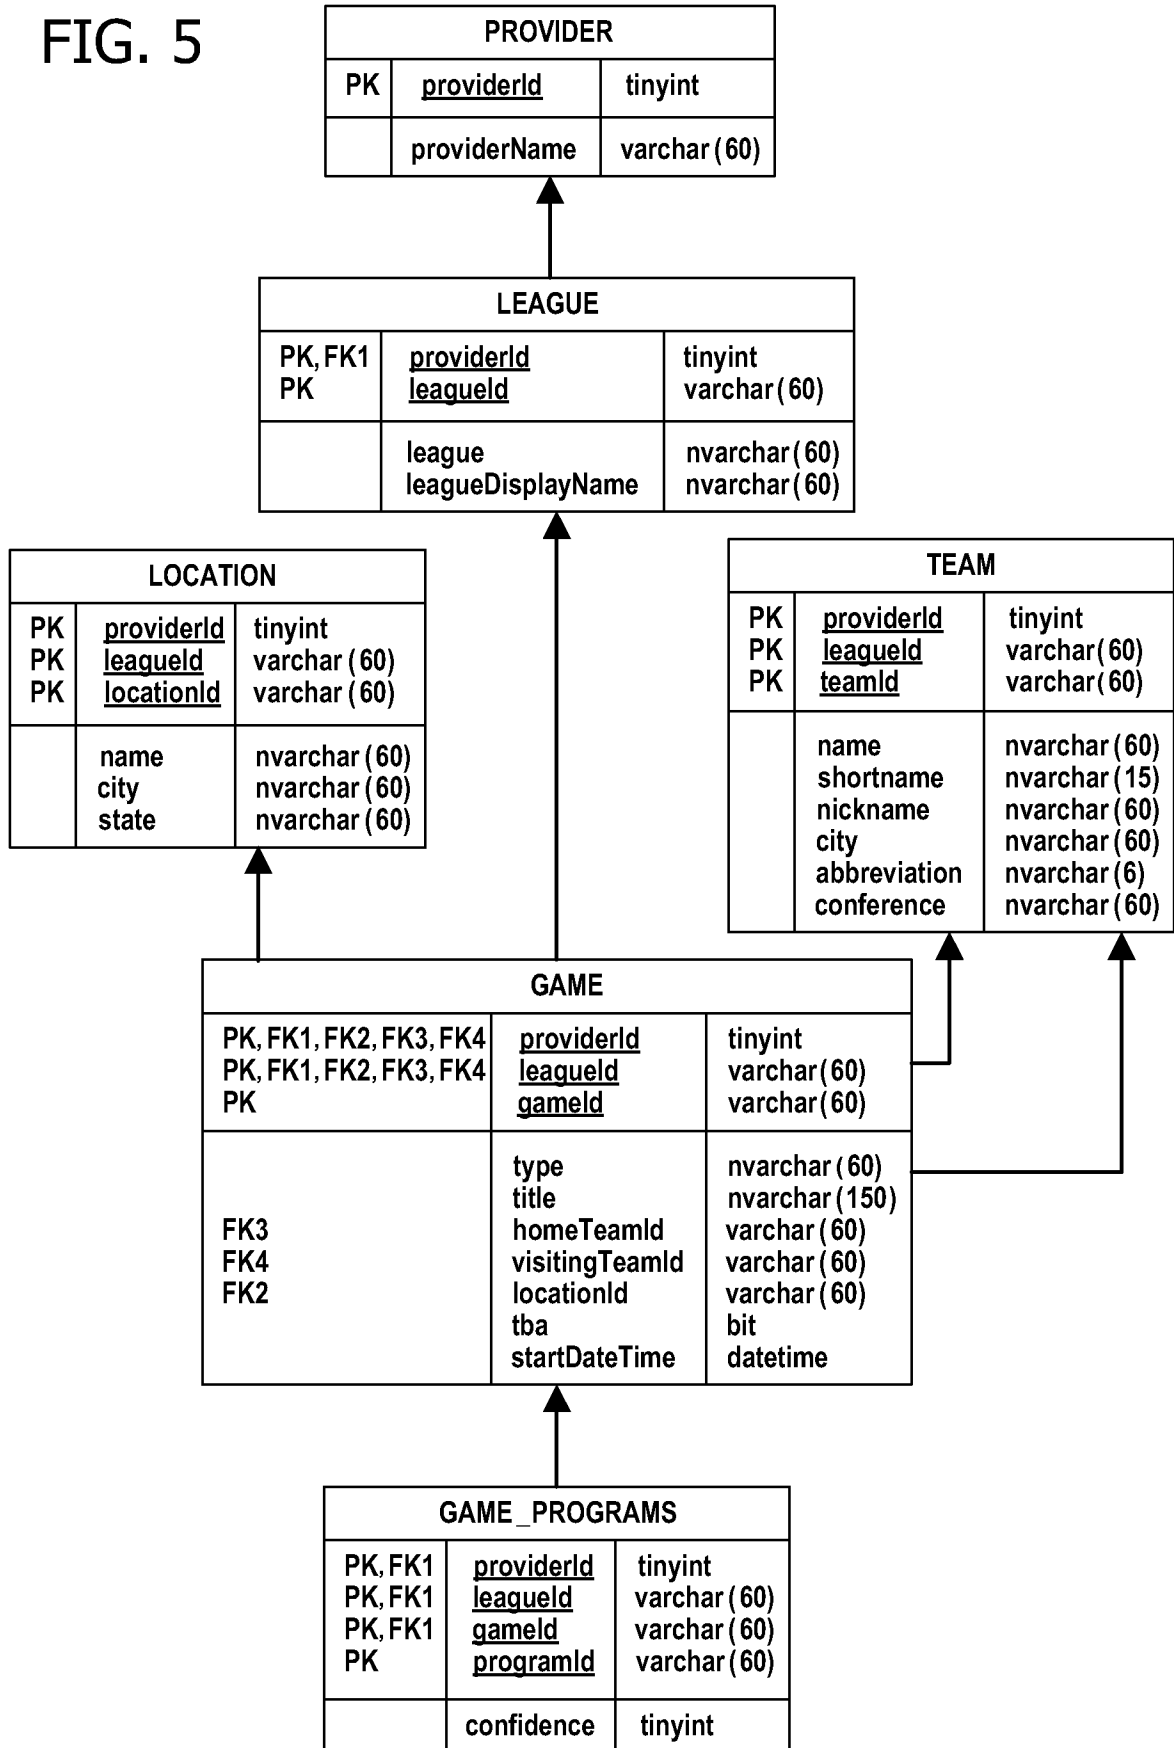 FIG. 5
PROVIDER
PK providerId tinyint
providerName varchar(60)
LEAGUE
PK, FK1 providerId tinyint
PK leagueId varchar(60)
league nvarchar(60)
leagueDisplayName nvarchar(60)
LOCATION
PK providerId tinyint
PK leagueId varchar(60)
PK locationId varchar(60)
name nvarchar(60)
city nvarchar(60)
state nvarchar(60)
TEAM
PK providerId tinyint
PK leagueId varchar(60)
PK teamId varchar(60)
name nvarchar(60)
shortname nvarchar(15)
nickname nvarchar(60)
city nvarchar(60)
abbreviation nvarchar(6)
conference nvarchar(60)
GAME
PK, FK1, FK2, FK3, FK4 providerId tinyint
PK, FK1, FK2, FK3, FK4 leagueId varchar(60)
PK gameId varchar(60)
type nvarchar(60)
title nvarchar(150)
FK3 homeTeamId varchar(60)
FK4 visitingTeamId varchar(60)
FK2 locationId varchar(60)
tba bit
startDateTime datetime
GAME_PROGRAMS
PK, FK1 providerId tinyint
PK, FK1 leagueId varchar(60)
PK, FK1 gameId varchar(60)
PK programId varchar(60)
confidence tinyint